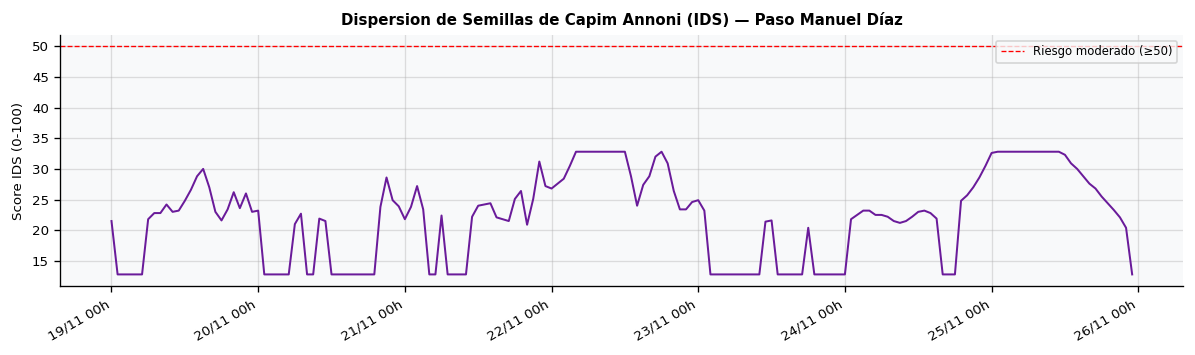 Dispersion de Semillas de Capim Annoni (IDS) — Paso Manuel Díaz
Riesgo moderado (≥50)
Score IDS (0-100)
50
45
40
35
30
25
20
15
19/11 00h
20/11 00h
21/11 00h
22/11 00h
23/11 00h
24/11 00h
25/11 00h
26/11 00h